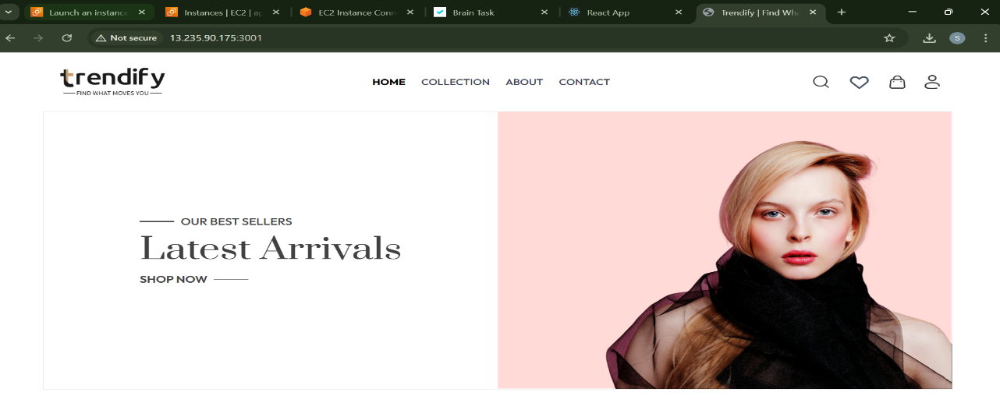 Launch an instance
Instances | EC2 | ap
EC2 Instance Conn
Brain Task
React App
Trendify | Find Wha
Not secure
13.235.90.175:3001
S
trendify
FIND WHAT MOVES YOU
HOME
COLLECTION
ABOUT
CONTACT
OUR BEST SELLERS
Latest Arrivals
SHOP NOW